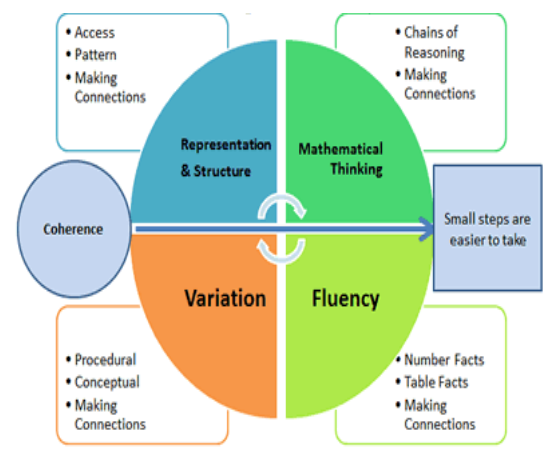 • Access
• Pattern
• Making
Connections
• Chains of
Reasoning
• Making
Connections
Representation
& Structure
Mathematical
Thinking
Coherence
Small steps are
easier to take
Variation
Fluency
• Procedural
• Conceptual
• Making
Connections
• Number Facts
• Table Facts
• Making
Connections